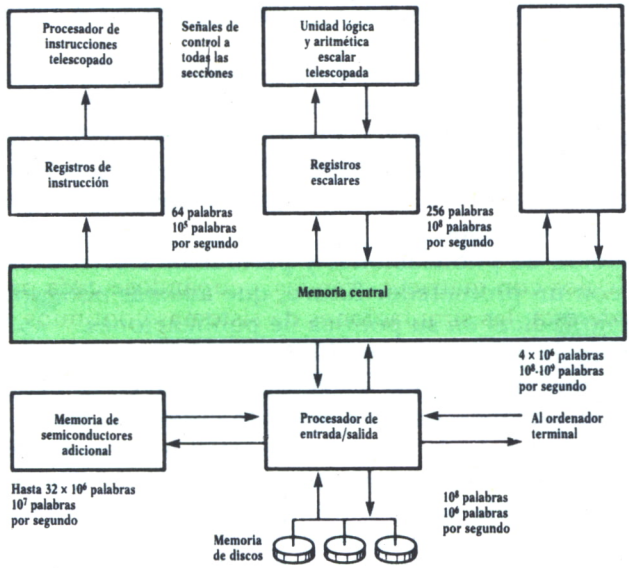 Procesador de
instrucciones
telescopado
Señales de
control a
todas las
secciones
Unidad lógica
y aritmética
escalar
telescopada
Registros de
instrucción
Registros
escalares
64 palabras
10⁵ palabras
por segundo
256 palabras
10⁸ palabras
por segundo
Memoria central
4 × 10⁶ palabras
10⁸-10⁹ palabras
por segundo
Memoria de
semiconductores
adicional
Procesador de
entrada/salida
Al ordenador
terminal
Hasta 32 × 10⁶ palabras
10⁷ palabras
por segundo
10⁸ palabras
10⁶ palabras
por segundo
Memoria
de discos